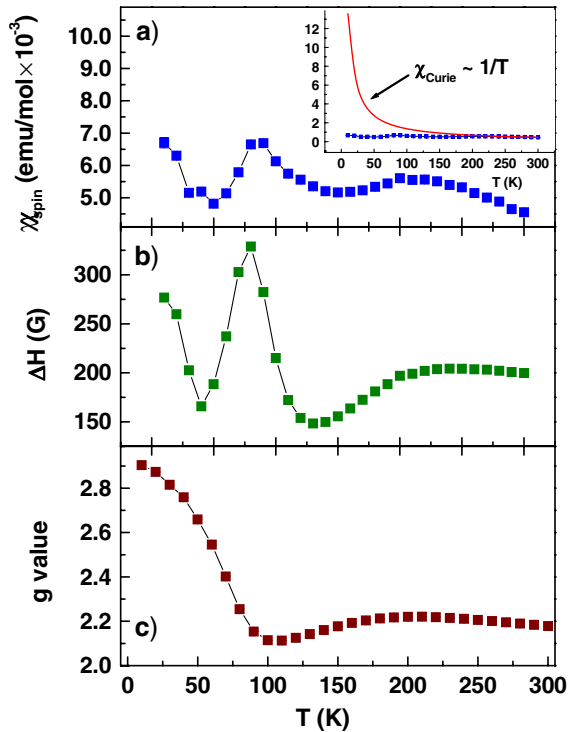 a)
χχspin (emu/mol×10-3)
10.0
9.0
8.0
7.0
6.0
5.0
12
10
8
6
4
2
0
χCurie ~ 1/T
0 50 100 150 200 250 300
T (K)
b)
ΔH (G)
300
250
200
150
c)
g value
2.8
2.6
2.4
2.2
2.0
0 50 100 150 200 250 300
T (K)